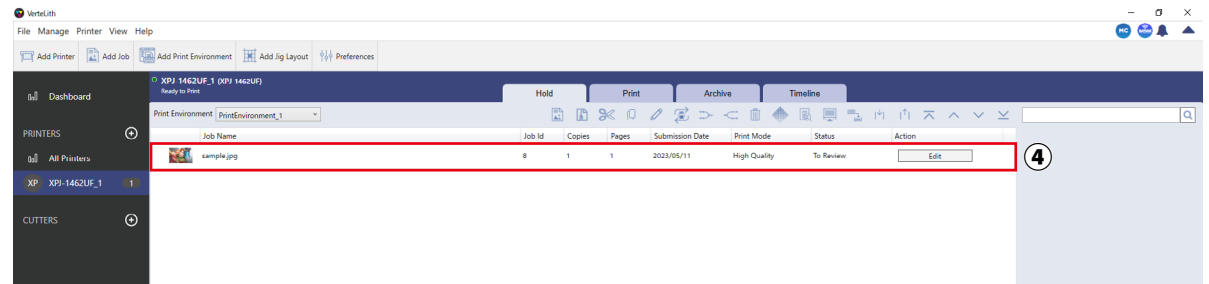 VerteLith
File Manage Printer View Help
MC MSM
Add Printer Add Job Add Print Environment Add Jig Layout Preferences
XPJ 1462UF_1 (XPJ 1462UF)
Ready to Print
Hold Print Archive Timeline
Dashboard
Print Environment PrintEnvironment_1
PRINTERS
Job Name Job Id Copies Pages Submission Date Print Mode Status Action
All Printers
sample.jpg 8 1 1 2023/05/11 High Quality To Review Edit
④
XP XPJ-1462UF_1 1
CUTTERS